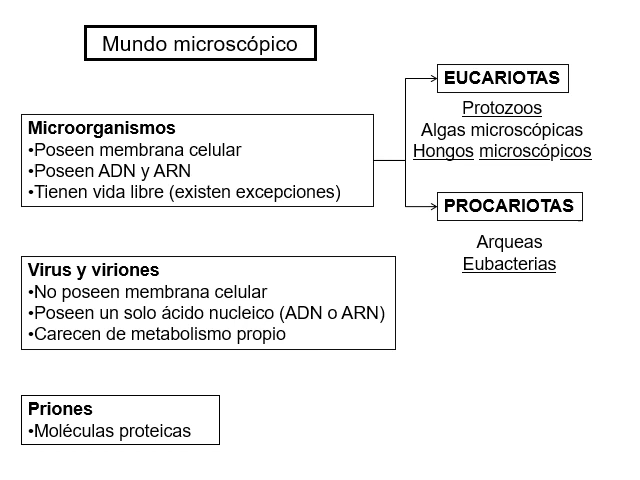 Mundo microscópico
EUCARIOTAS
Protozoos
Algas microscópicas
Hongos microscópicos
Microorganismos
•Poseen membrana celular
•Poseen ADN y ARN
•Tienen vida libre (existen excepciones)
PROCARIOTAS
Arqueas
Eubacterias
Virus y viriones
•No poseen membrana celular
•Poseen un solo ácido nucleico (ADN o ARN)
•Carecen de metabolismo propio
Priones
•Moléculas proteicas